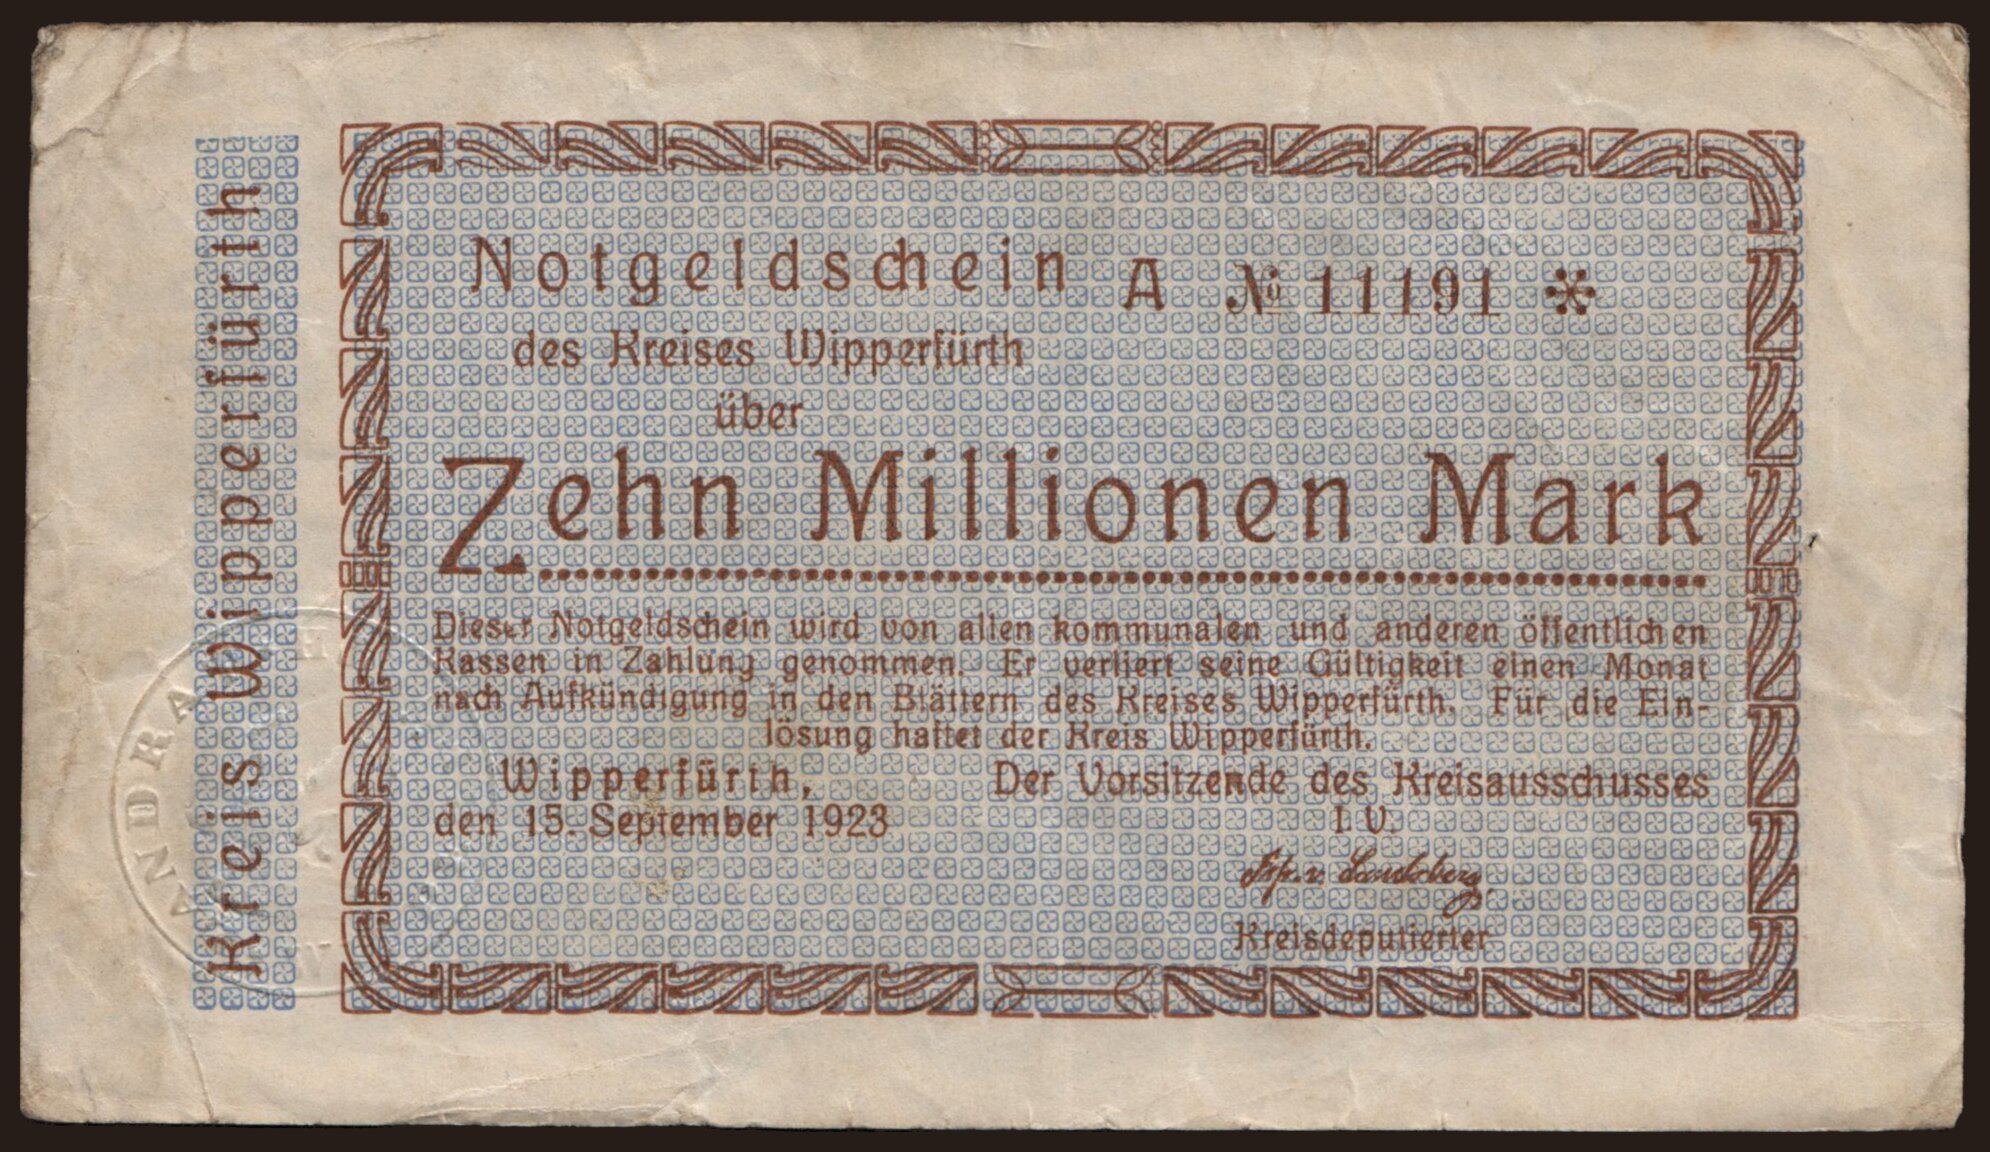 Kreis Wipperfürth
Notgeldschein A № 11191 *
des Kreises Wipperfürth
über
Zehn Millionen Mark
Dieser Notgeldschein wird von allen kommunalen und anderen öffentlichen
Kassen in Zahlung genommen. Er verliert seine Gültigkeit einen Monat
nach Aufkündigung in den Blättern des Kreises Wipperfürth. Für die Ein-
lösung haftet der Kreis Wipperfürth.
Wipperfürth,
den 15. September 1923
Der Vorsitzende des Kreisausschusses
I. V.
Frhr. v. Landsberg.
Kreisdeputierter
ANDRA